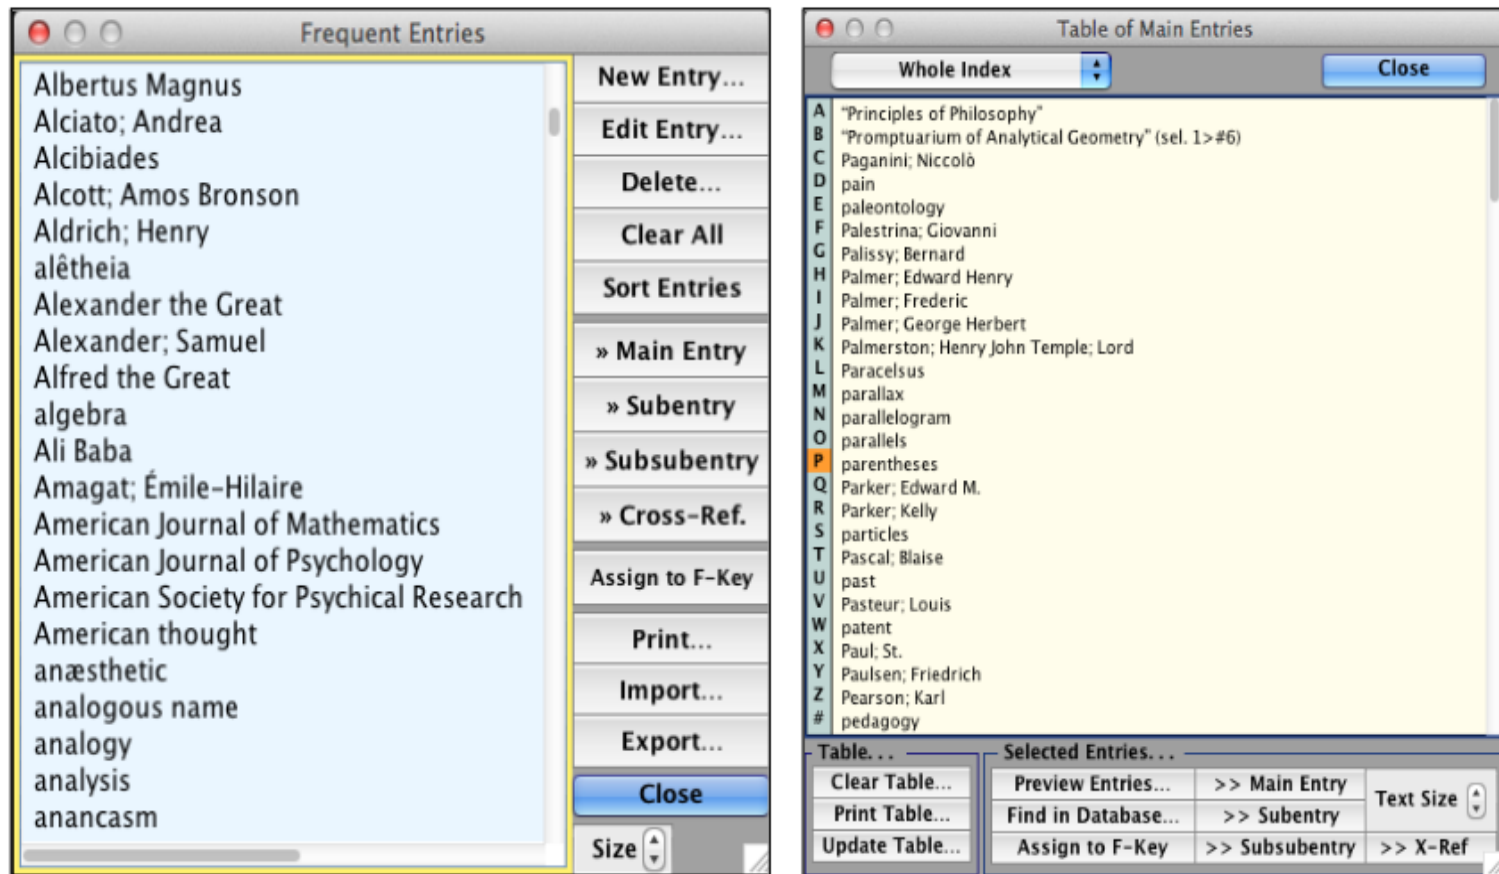 Frequent Entries
Albertus Magnus
Alciato; Andrea
Alcibiades
Alcott; Amos Bronson
Aldrich; Henry
alêtheia
Alexander the Great
Alexander; Samuel
Alfred the Great
algebra
Ali Baba
Amagat; Émile-Hilaire
American Journal of Mathematics
American Journal of Psychology
American Society for Psychical Research
American thought
anæsthetic
analogous name
analogy
analysis
anancasm
New Entry...
Edit Entry...
Delete...
Clear All
Sort Entries
» Main Entry
» Subentry
» Subsubentry
» Cross-Ref.
Assign to F-Key
Print...
Import...
Export...
Close
Size
Table of Main Entries
Whole Index
Close
A
B
C
D
E
F
G
H
I
J
K
L
M
N
O
P
Q
R
S
T
U
V
W
X
Y
Z
#
“Principles of Philosophy”
“Promptuarium of Analytical Geometry” (sel. 1>#6)
Paganini; Niccolò
pain
paleontology
Palestrina; Giovanni
Palissy; Bernard
Palmer; Edward Henry
Palmer; Frederic
Palmer; George Herbert
Palmerston; Henry John Temple; Lord
Paracelsus
parallax
parallelogram
parallels
parentheses
Parker; Edward M.
Parker; Kelly
particles
Pascal; Blaise
past
Pasteur; Louis
patent
Paul; St.
Paulsen; Friedrich
Pearson; Karl
pedagogy
Table...
Clear Table...
Print Table...
Update Table...
Selected Entries...
Preview Entries...
Find in Database...
Assign to F-Key
>> Main Entry
>> Subentry
>> Subsubentry
Text Size
>> X-Ref